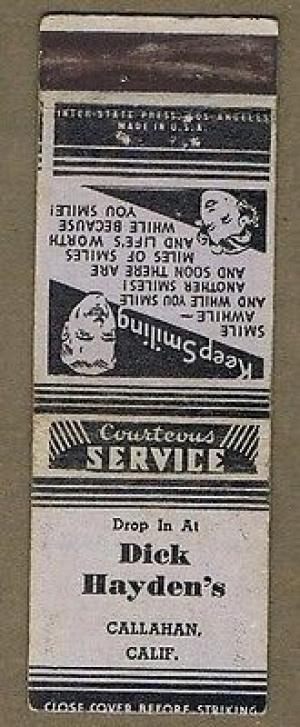 INTER-STATE PRESS, LOS ANGELES
MADE IN U.S.A.
Keep Smiling
SMILE
AWHILE —
AND WHILE YOU SMILE
ANOTHER SMILES!
AND SOON THERE ARE
MILES OF SMILES
AND LIFE'S WORTH
WHILE BECAUSE
YOU SMILE!
Courteous
SERVICE
Drop In At
Dick
Hayden's
CALLAHAN,
CALIF.
CLOSE COVER BEFORE STRIKING